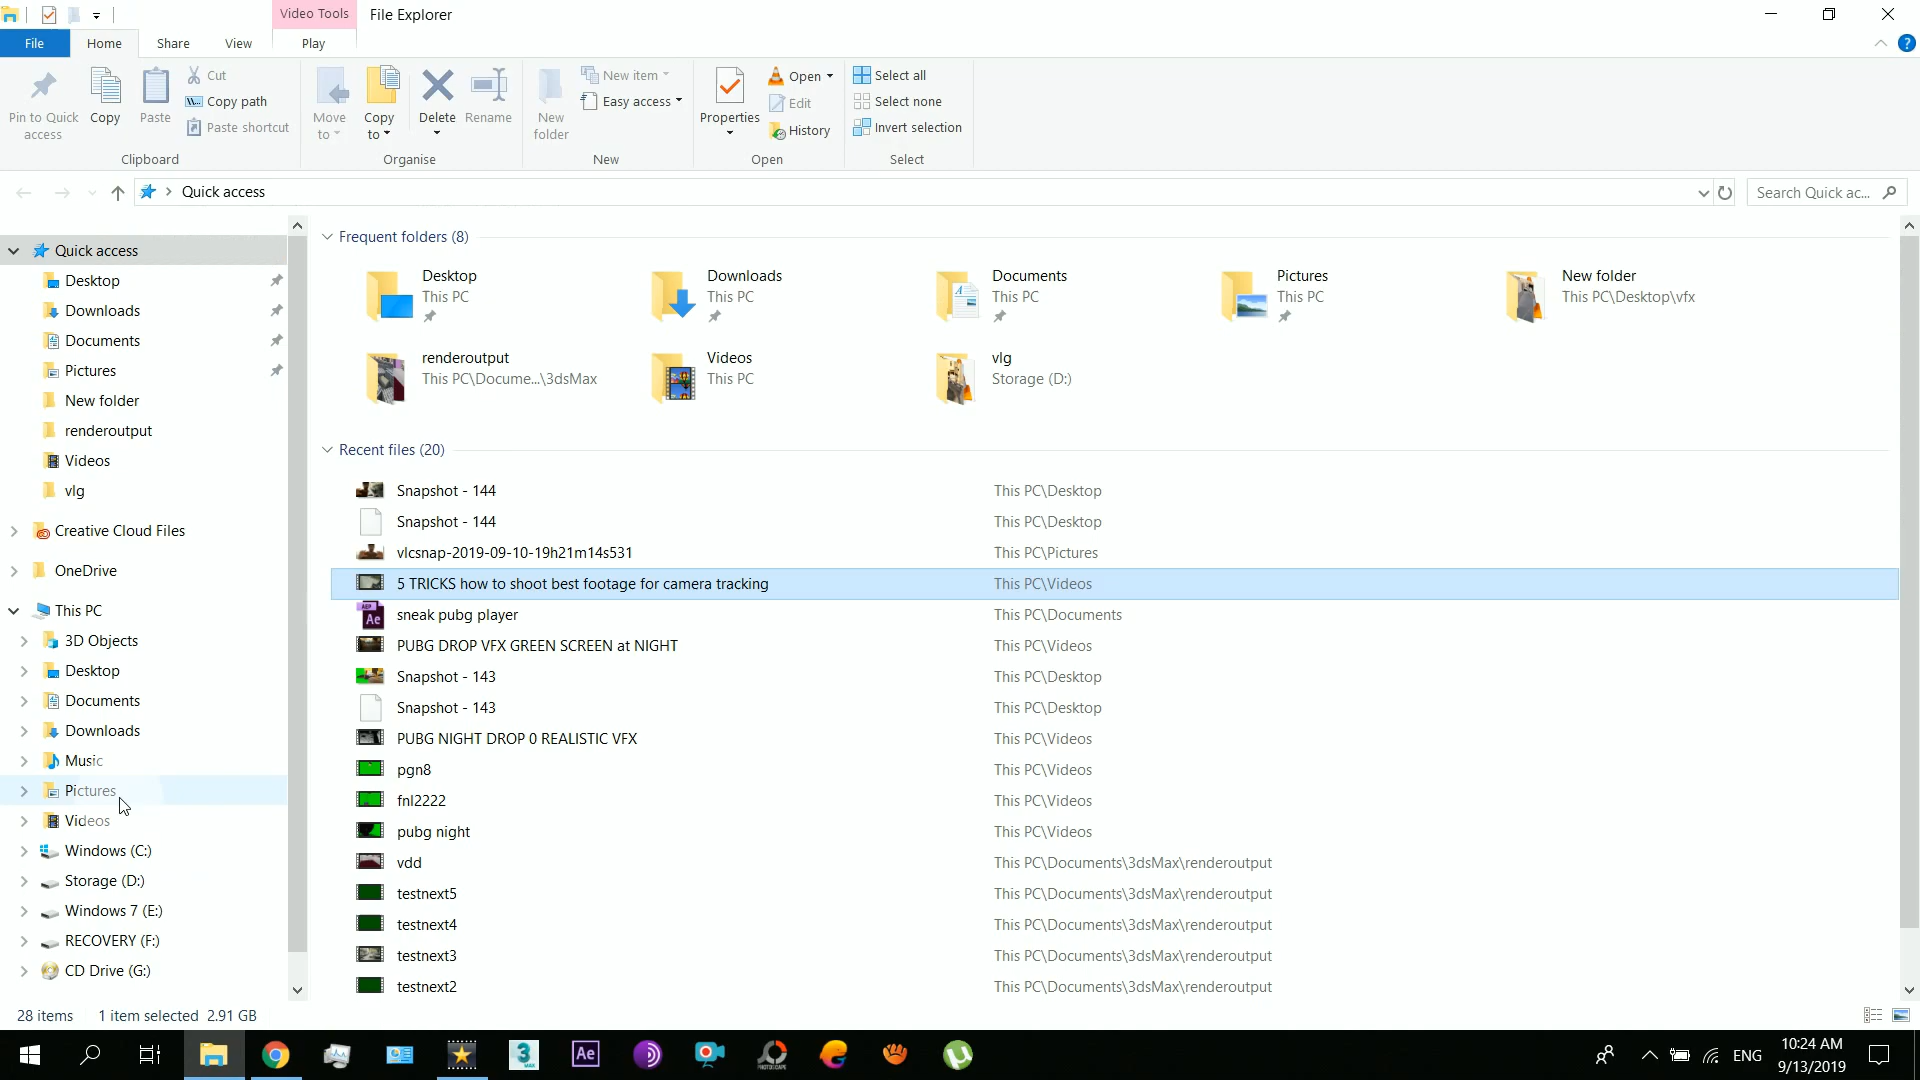 Video Tools
File Explorer
File
Home
Share
View
Play
Pin to Quick access
Copy
Paste
Cut
Copy path
Paste shortcut
Clipboard
Move to
Copy to
Delete
Rename
Organise
New folder
New item
Easy access
New
Properties
Open
Edit
History
Open
Select all
Select none
Invert selection
Select
Quick access
Search Quick ac...
Quick access
Desktop
Downloads
Documents
Pictures
New folder
renderoutput
Videos
vlg
Creative Cloud Files
OneDrive
This PC
3D Objects
Desktop
Documents
Downloads
Music
Pictures
Videos
Windows (C:)
Storage (D:)
Windows 7 (E:)
RECOVERY (F:)
CD Drive (G:)
Frequent folders (8)
Desktop
This PC
Downloads
This PC
Documents
This PC
Pictures
This PC
New folder
This PC\Desktop\vfx
renderoutput
This PC\Docume...\3dsMax
Videos
This PC
vlg
Storage (D:)
Recent files (20)
Snapshot - 144 This PC\Desktop
Snapshot - 144 This PC\Desktop
vlcsnap-2019-09-10-19h21m14s531 This PC\Pictures
5 TRICKS how to shoot best footage for camera tracking This PC\Videos
sneak pubg player This PC\Documents
PUBG DROP VFX GREEN SCREEN at NIGHT This PC\Videos
Snapshot - 143 This PC\Desktop
Snapshot - 143 This PC\Desktop
PUBG NIGHT DROP 0 REALISTIC VFX This PC\Videos
pgn8 This PC\Videos
fnl2222 This PC\Videos
pubg night This PC\Videos
vdd This PC\Documents\3dsMax\renderoutput
testnext5 This PC\Documents\3dsMax\renderoutput
testnext4 This PC\Documents\3dsMax\renderoutput
testnext3 This PC\Documents\3dsMax\renderoutput
testnext2 This PC\Documents\3dsMax\renderoutput
28 items 1 item selected 2.91 GB
3
MAX
Ae
PHOTOSCAPE
ENG
10:24 AM
9/13/2019